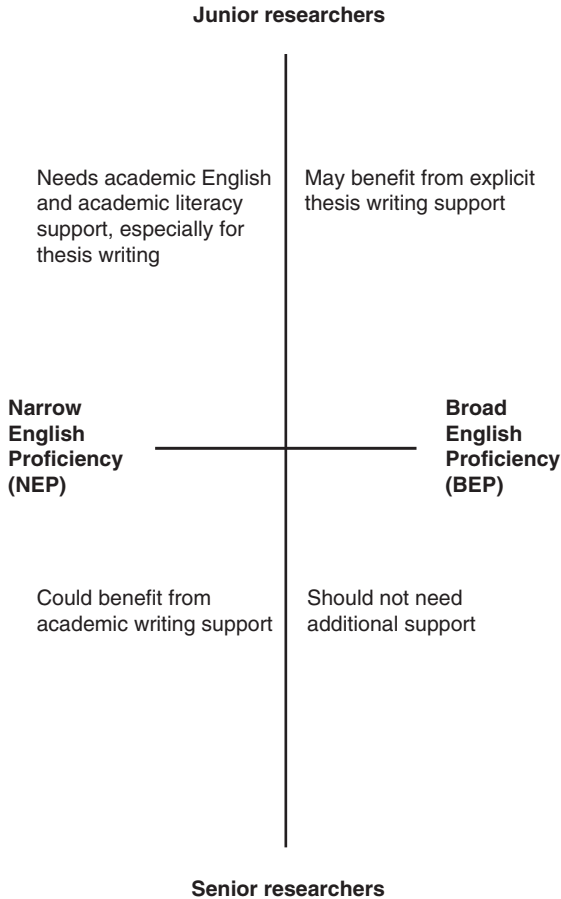 Junior researchers
Needs academic English
and academic literacy
support, especially for
thesis writing
May benefit from explicit
thesis writing support
Narrow
English
Proficiency
(NEP)
Broad
English
Proficiency
(BEP)
Could benefit from
academic writing support
Should not need
additional support
Senior researchers